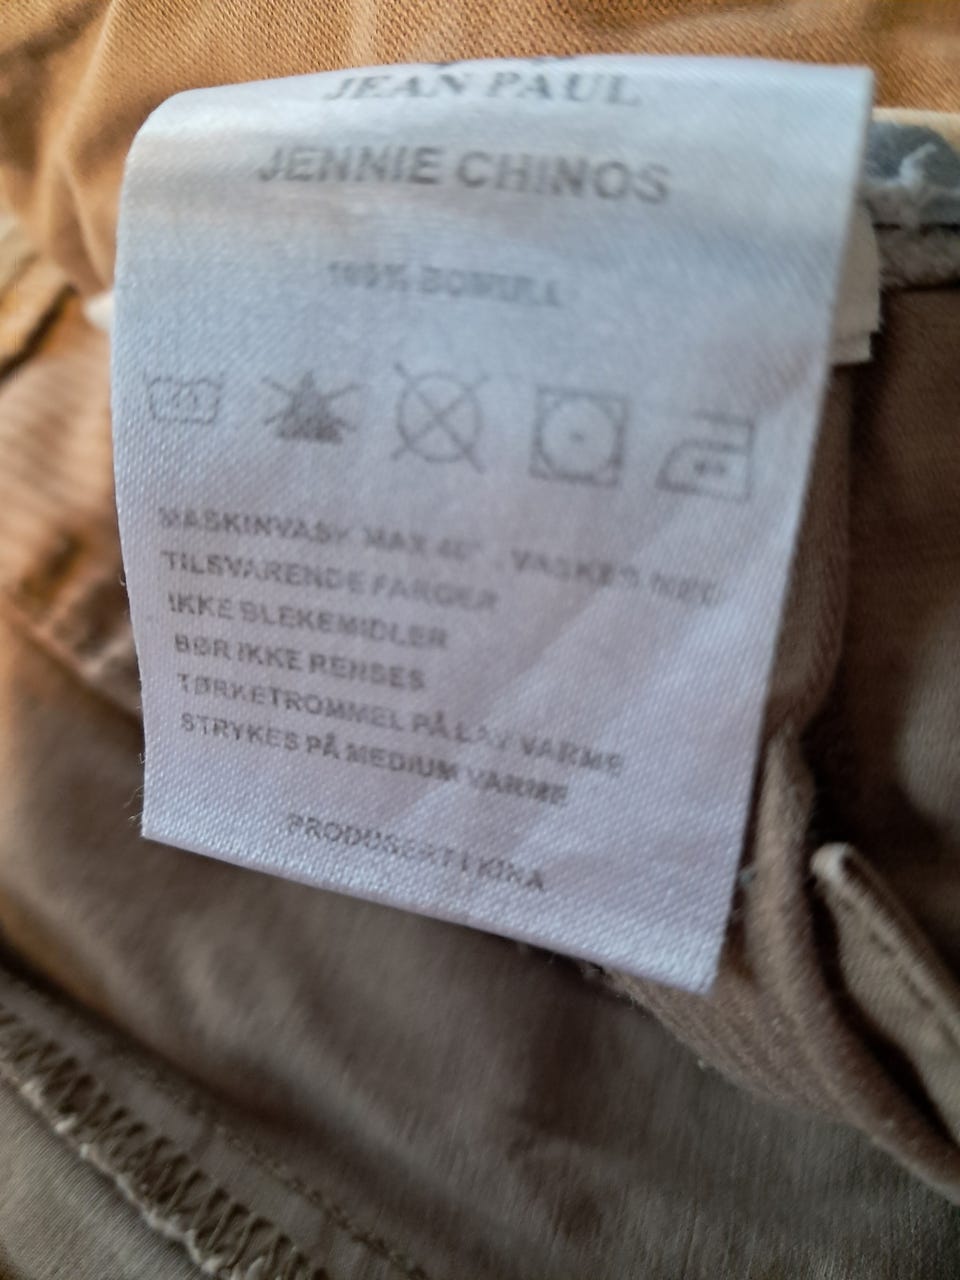 JEAN PAUL
JENNIE CHINOS
100% BOMULL
MASKINVASK MAX 40°. VASKES MED
TILSVARENDE FARGER
IKKE BLEKEMIDLER
BØR IKKE RENSES
TØRKETROMMEL PÅ LAV VARME
STRYKES PÅ MEDIUM VARME
PRODUSERT I KINA